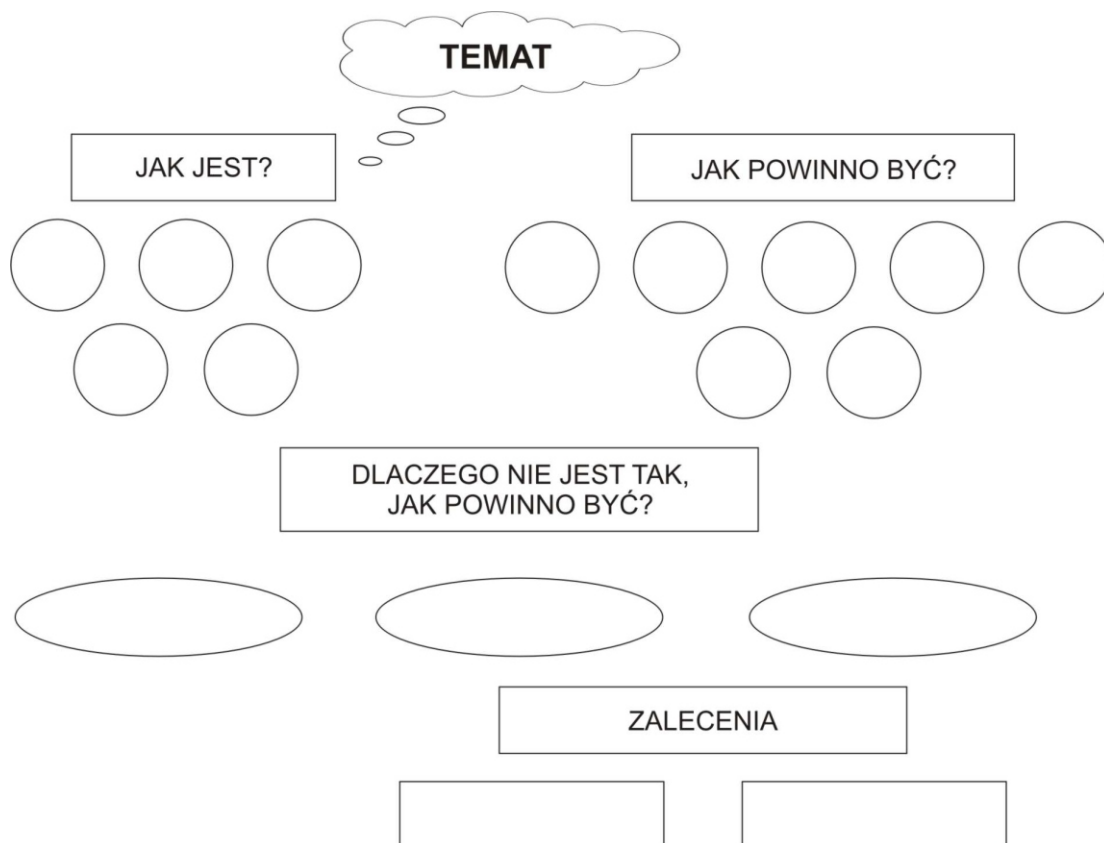 TEMAT
JAK JEST?
JAK POWINNO BYĆ?
DLACZEGO NIE JEST TAK,
JAK POWINNO BYĆ?
ZALECENIA